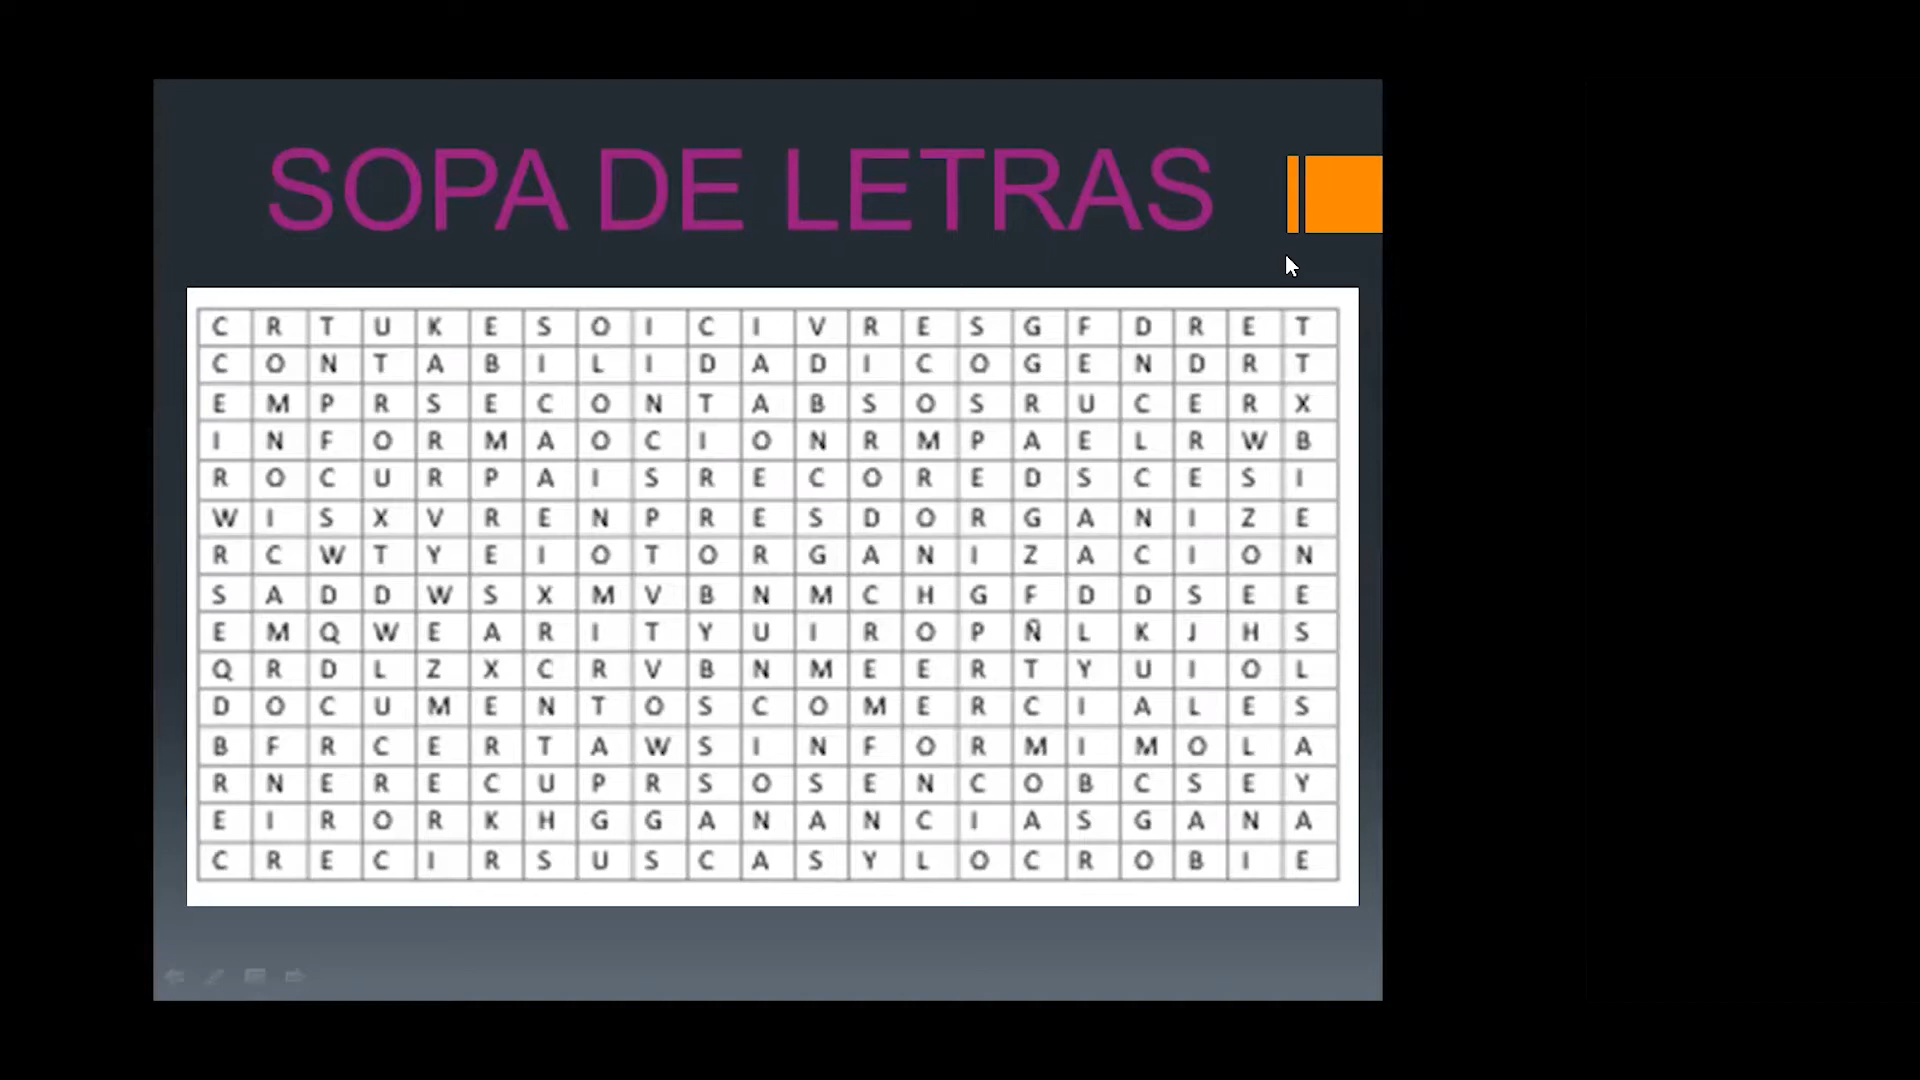 SOPA DE LETRAS
C R T U K E S O I C I V R E S G F D R E T
C O N T A B I L I D A D I C O G E N D R T
E M P R S E C O N T A B S O S R U C E R X
I N F O R M A O C I O N R M P A E L R W B
R O C U R P A I S R E C O R E D S C E S I
W I S X V R E N P R E S D O R G A N I Z E
R C W T Y E I O T O R G A N I Z A C I O N
S A D D W S X M V B N M C H G F D D S E E
E M Q W E A R I T Y U I R O P Ñ L K J H S
Q R D L Z X C R V B N M E E R T Y U I O L
D O C U M E N T O S C O M E R C I A L E S
B F R C E R T A W S I N F O R M I M O L A
R N E R E C U P R S O S E N C O B C S E Y
E I R O R K H G G A N A N C I A S G A N A
C R E C I R S U S C A S Y L O C R O B I E